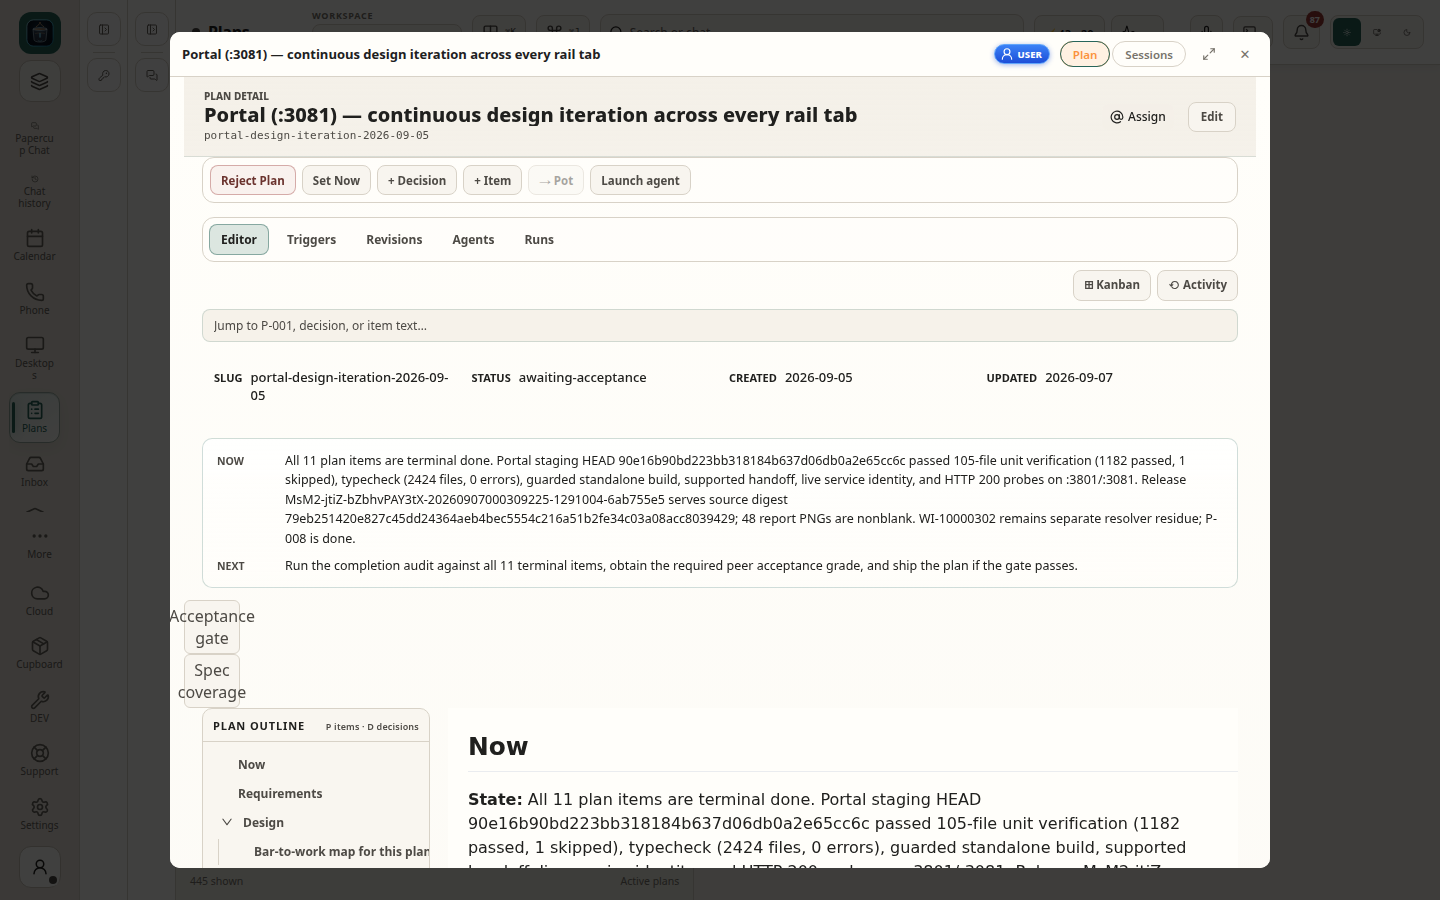 WORKSPACE
Plans
Search or chat
87
Portal (:3081) — continuous design iteration across every rail tab
USER
Plan
Sessions
PLAN DETAIL
Portal (:3081) — continuous design iteration across every rail tab
portal-design-iteration-2026-09-05
@ Assign
Edit
Reject Plan
Set Now
+ Decision
+ Item
→ Pot
Launch agent
Editor
Triggers
Revisions
Agents
Runs
⊞ Kanban
⟲ Activity
Jump to P-001, decision, or item text...
SLUG portal-design-iteration-2026-09-
05
STATUS awaiting-acceptance
CREATED 2026-09-05
UPDATED 2026-09-07
NOW
All 11 plan items are terminal done. Portal staging HEAD 90e16b90bd223bb318184b637d06db0a2e65cc6c passed 105-file unit verification (1182 passed, 1
skipped), typecheck (2424 files, 0 errors), guarded standalone build, supported handoff, live service identity, and HTTP 200 probes on :3801/:3081. Release
MsM2-jtiZ-bZbhvPAY3tX-20260907000309225-1291004-6ab755e5 serves source digest
79eb251420e827c45dd24364aeb4bec5554c216a51b2fe34c03a08acc8039429; 48 report PNGs are nonblank. WI-10000302 remains separate resolver residue; P-
008 is done.
NEXT
Run the completion audit against all 11 terminal items, obtain the required peer acceptance grade, and ship the plan if the gate passes.
Acceptance
gate
Spec
coverage
PLAN OUTLINE
P items · D decisions
Now
Requirements
Design
Bar-to-work map for this plan
Now
State: All 11 plan items are terminal done. Portal staging HEAD
90e16b90bd223bb318184b637d06db0a2e65cc6c passed 105-file unit verification (1182
passed, 1 skipped), typecheck (2424 files, 0 errors), guarded standalone build, supported
Papercu
p Chat
Chat
history
Calendar
Phone
Desktop
s
Plans
Inbox
More
Cloud
Cupboard
DEV
Support
Settings
445 shown
Active plans